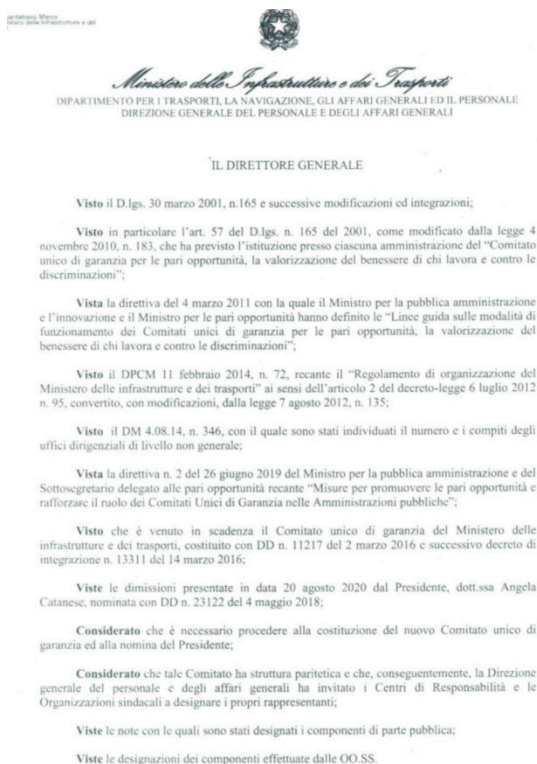 Marco
Ministero delle Infrastrutture e dei Trasporti
DIPARTIMENTO PER I TRASPORTI, LA NAVIGAZIONE, GLI AFFARI GENERALI ED IL PERSONALE
DIREZIONE GENERALE DEL PERSONALE E DEGLI AFFARI GENERALI
IL DIRETTORE GENERALE
Visto il D.lgs. 30 marzo 2001, n.165 e successive modificazioni ed integrazioni;
Visto in particolare l'art. 57 del D.lgs. n. 165 del 2001, come modificato dalla legge 4
novembre 2010, n. 183, che ha previsto l'istituzione presso ciascuna amministrazione del "Comitato
unico di garanzia per le pari opportunità, la valorizzazione del benessere di chi lavora e contro le
discriminazioni";
Vista la direttiva del 4 marzo 2011 con la quale il Ministro per la pubblica amministrazione
e l'innovazione e il Ministro per le pari opportunità hanno definito le "Linee guida sulle modalità di
funzionamento dei Comitati unici di garanzia per le pari opportunità, la valorizzazione del
benessere di chi lavora e contro le discriminazioni";
Visto il DPCM 11 febbraio 2014, n. 72, recante il "Regolamento di organizzazione del
Ministero delle infrastrutture e dei trasporti" ai sensi dell'articolo 2 del decreto-legge 6 luglio 2012
n. 95, convertito, con modificazioni, dalla legge 7 agosto 2012, n. 135;
Visto il DM 4.08.14, n. 346, con il quale sono stati individuati il numero e i compiti degli
uffici dirigenziali di livello non generale;
Vista la direttiva n. 2 del 26 giugno 2019 del Ministro per la pubblica amministrazione e del
Sottosegretario delegato alle pari opportunità recante "Misure per promuovere le pari opportunità e
rafforzare il ruolo dei Comitati Unici di Garanzia nelle Amministrazioni pubbliche";
Visto che è venuto in scadenza il Comitato unico di garanzia del Ministero delle
infrastrutture e dei trasporti, costituito con DD n. 11217 del 2 marzo 2016 e successivo decreto di
integrazione n. 13311 del 14 marzo 2016;
Viste le dimissioni presentate in data 20 agosto 2020 dal Presidente, dott.ssa Angela
Catanese, nominata con DD n. 23122 del 4 maggio 2018;
Considerato che è necessario procedere alla costituzione del nuovo Comitato unico di
garanzia ed alla nomina del Presidente;
Considerato che tale Comitato ha struttura paritetica e che, conseguentemente, la Direzione
generale del personale e degli affari generali ha invitato i Centri di Responsabilità e le
Organizzazioni sindacali a designare i propri rappresentanti;
Viste le note con le quali sono stati designati i componenti di parte pubblica;
Viste le designazioni dei componenti effettuate dalle OO.SS.